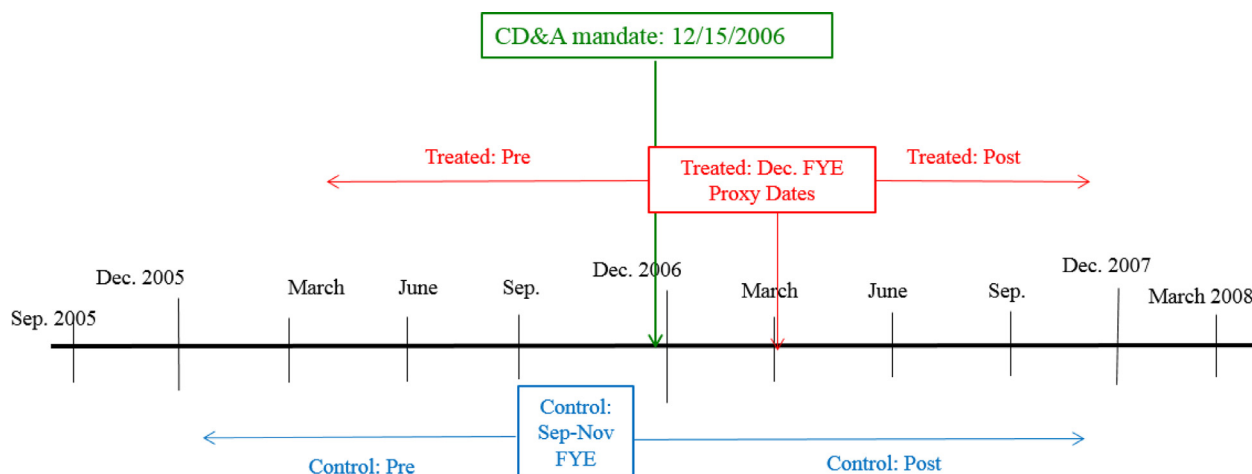 CD&A mandate: 12/15/2006
Treated: Pre
Treated: Dec. FYE
Proxy Dates
Treated: Post
Sep. 2005
Dec. 2005
March
June
Sep.
Dec. 2006
March
June
Sep.
Dec. 2007
March 2008
Control: Pre
Control:
Sep-Nov
FYE
Control: Post